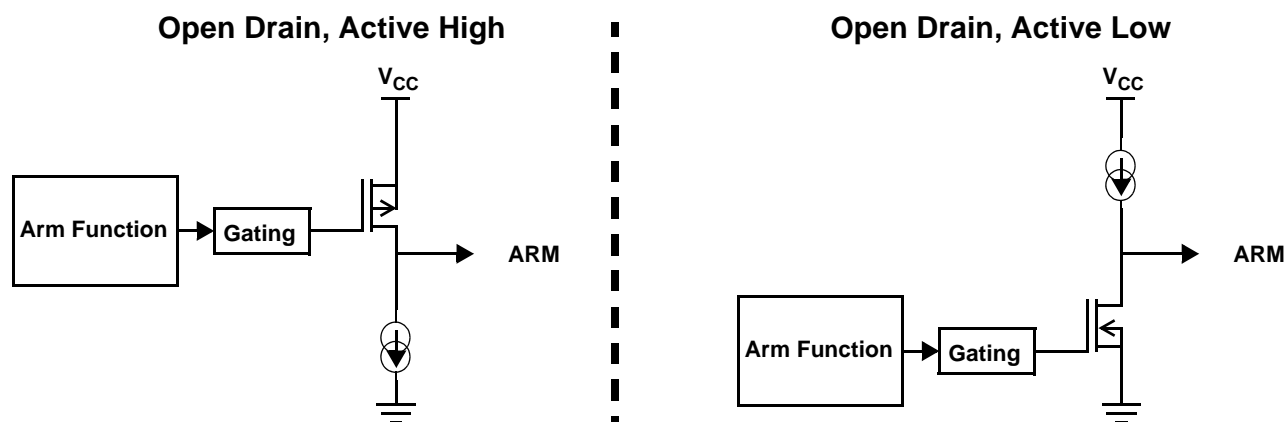 Open Drain, Active High
VCC
Arm Function
Gating
ARM
Open Drain, Active Low
VCC
Arm Function
Gating
ARM